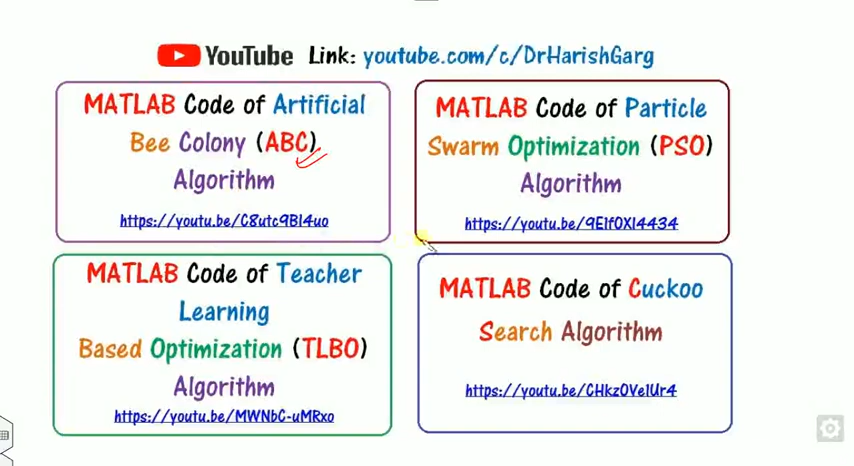 YouTube Link: youtube.com/c/DrHarishGarg
MATLAB Code of Artificial
Bee Colony (ABC)
Algorithm
https://youtu.be/C8utc9Bl4uo
MATLAB Code of Particle
Swarm Optimization (PSO)
Algorithm
https://youtu.be/9E1fOXl4434
MATLAB Code of Teacher
Learning
Based Optimization (TLBO)
Algorithm
https://youtu.be/MWNbC-uMRxo
MATLAB Code of Cuckoo
Search Algorithm
https://youtu.be/CHkzOVe1Ur4